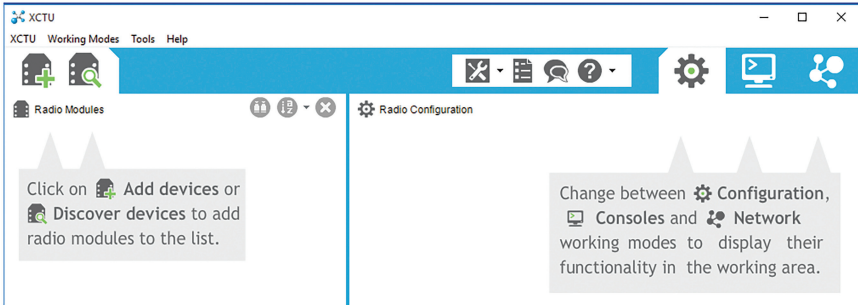 XCTU
XCTU Working Modes Tools Help
Radio Modules
Radio Configuration
Click on Add devices or
Discover devices to add
radio modules to the list.
Change between Configuration,
Consoles and Network
working modes to display their
functionality in the working area.